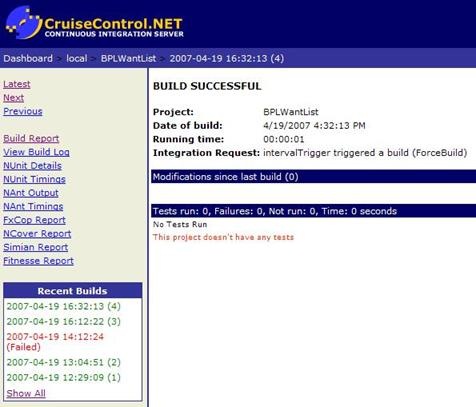 CruiseControl.NET
CONTINUOUS INTEGRATION SERVER
Dashboard > local > BPLWantList > 2007-04-19 16:32:13 (4)
Latest
Next
Previous
Build Report
View Build Log
NUnit Details
NUnit Timings
NAnt Output
NAnt Timings
FxCop Report
NCover Report
Simian Report
Fitnesse Report
Recent Builds
2007-04-19 16:32:13 (4)
2007-04-19 16:12:22 (3)
2007-04-19 14:12:24
(Failed)
2007-04-19 13:04:51 (2)
2007-04-19 12:29:09 (1)
Show All
BUILD SUCCESSFUL
Project: BPLWantList
Date of build: 4/19/2007 4:32:13 PM
Running time: 00:00:01
Integration Request: intervalTrigger triggered a build (ForceBuild)
Modifications since last build (0)
Tests run: 0, Failures: 0, Not run: 0, Time: 0 seconds
No Tests Run
This project doesn't have any tests